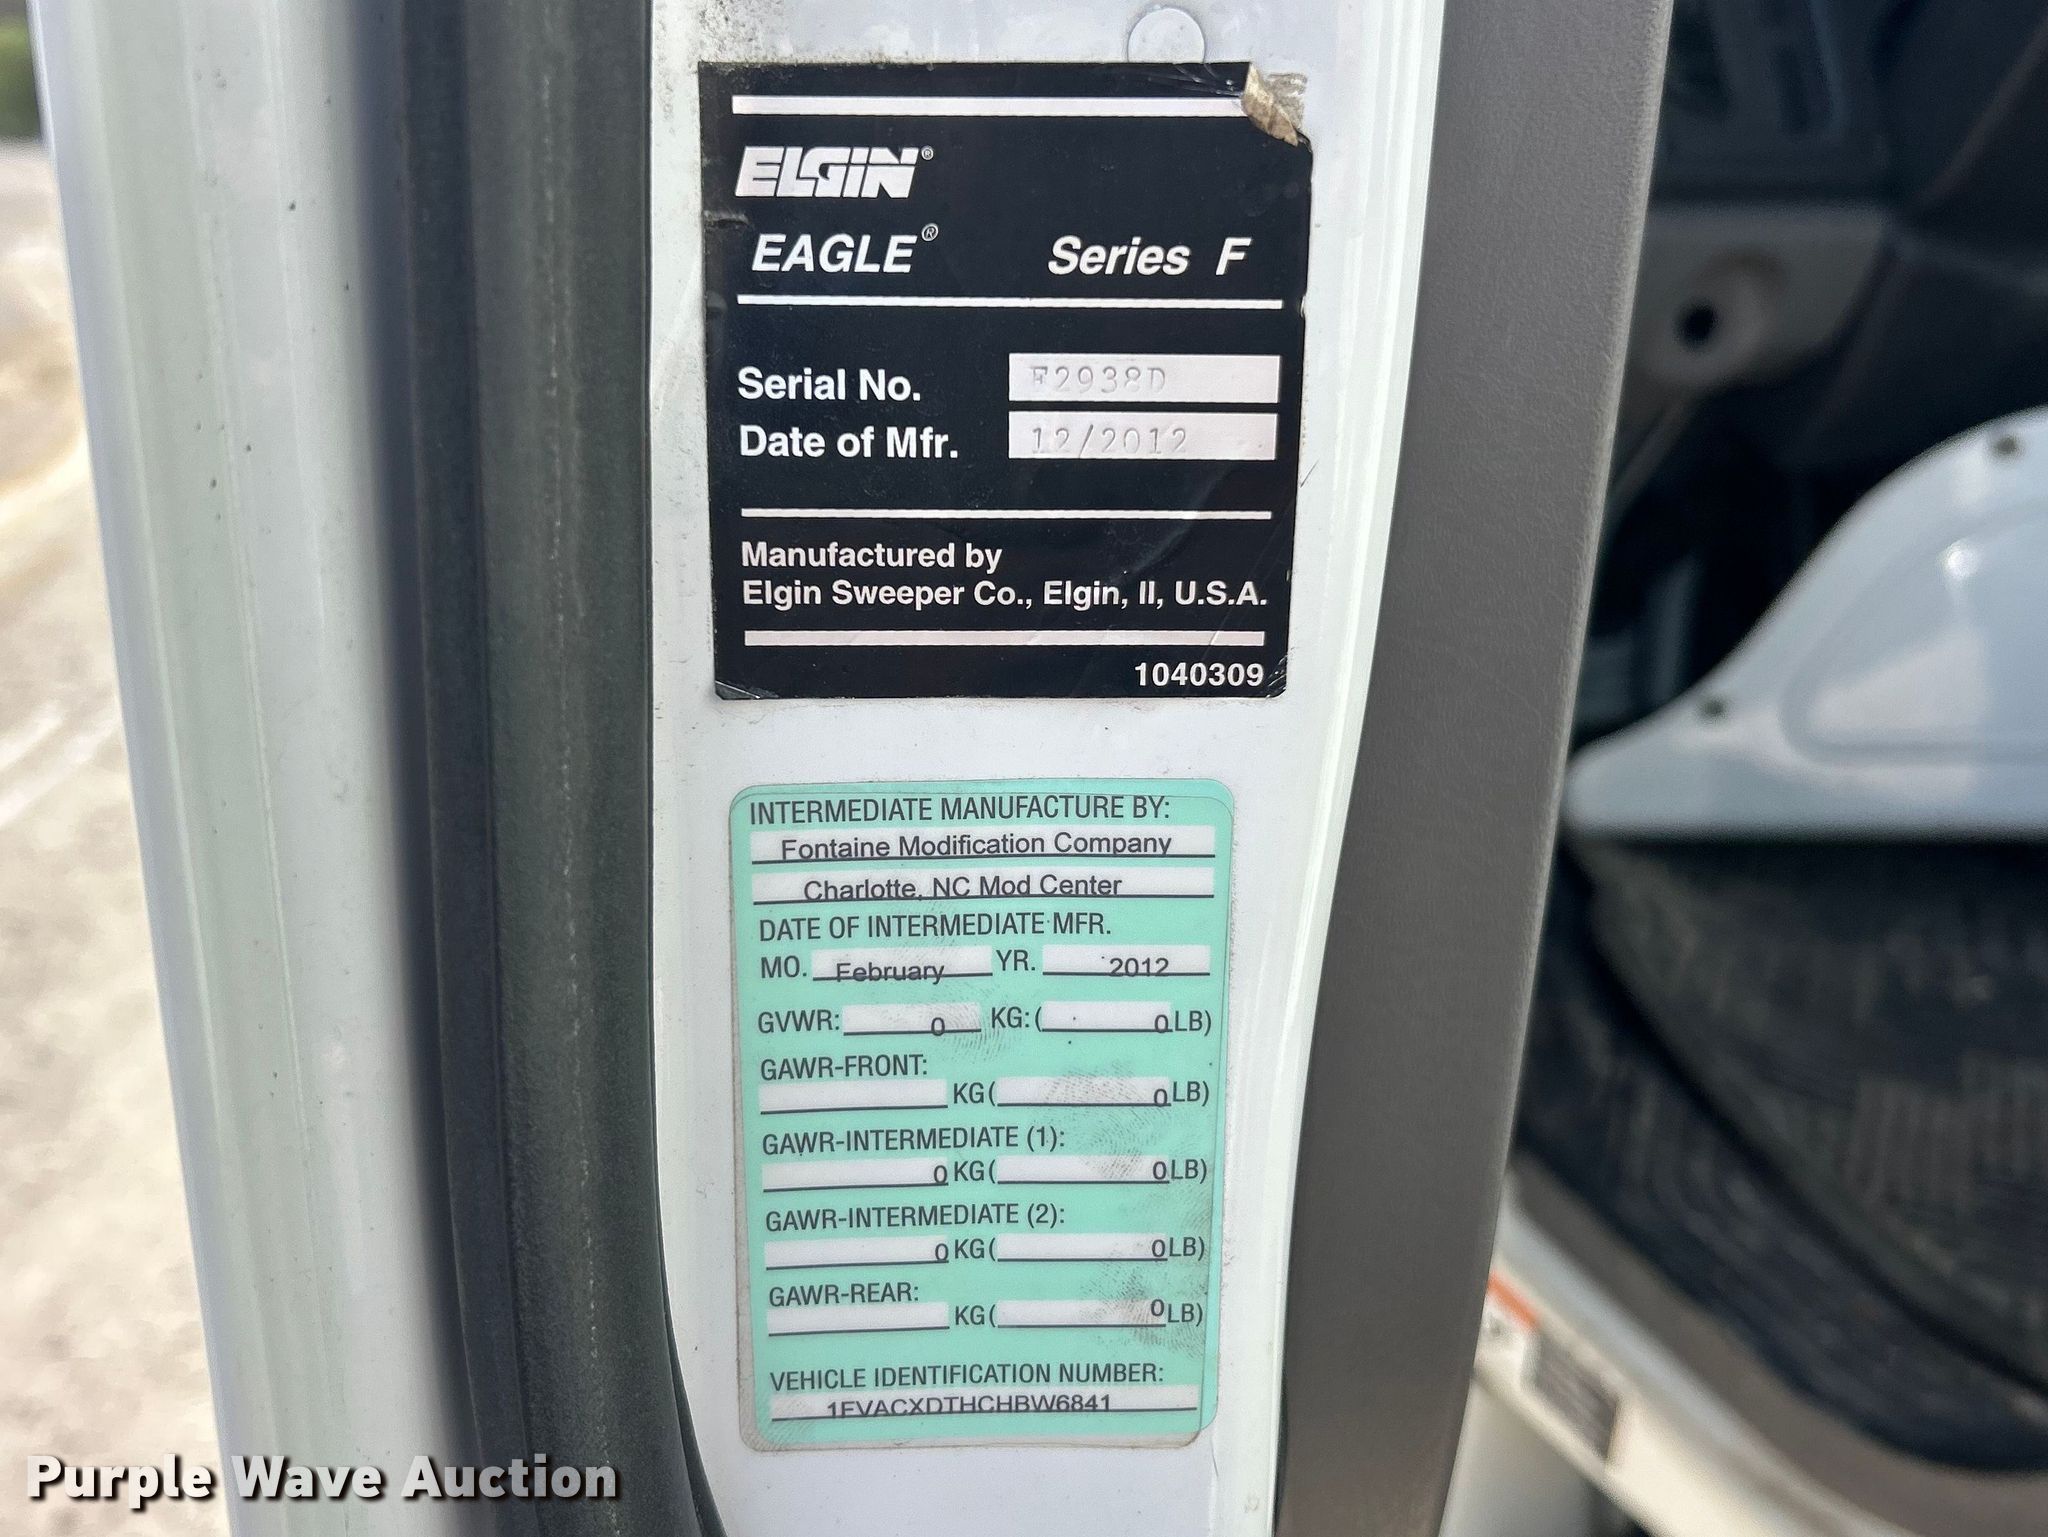 ELGIN®
EAGLE® Series F
Serial No. F2938D
Date of Mfr. 12/2012
Manufactured by
Elgin Sweeper Co., Elgin, Il, U.S.A.
1040309
INTERMEDIATE MANUFACTURE BY:
Fontaine Modification Company
Charlotte, NC Mod Center
DATE OF INTERMEDIATE MFR.
MO. February YR. 2012
GVWR: 0 KG: ( 0 LB)
GAWR-FRONT:
KG ( 0 LB)
GAWR-INTERMEDIATE (1):
0 KG ( 0 LB)
GAWR-INTERMEDIATE (2):
0 KG ( 0 LB)
GAWR-REAR:
KG ( 0 LB)
VEHICLE IDENTIFICATION NUMBER:
1FVACXDTHCHBW6841
Purple Wave Auction